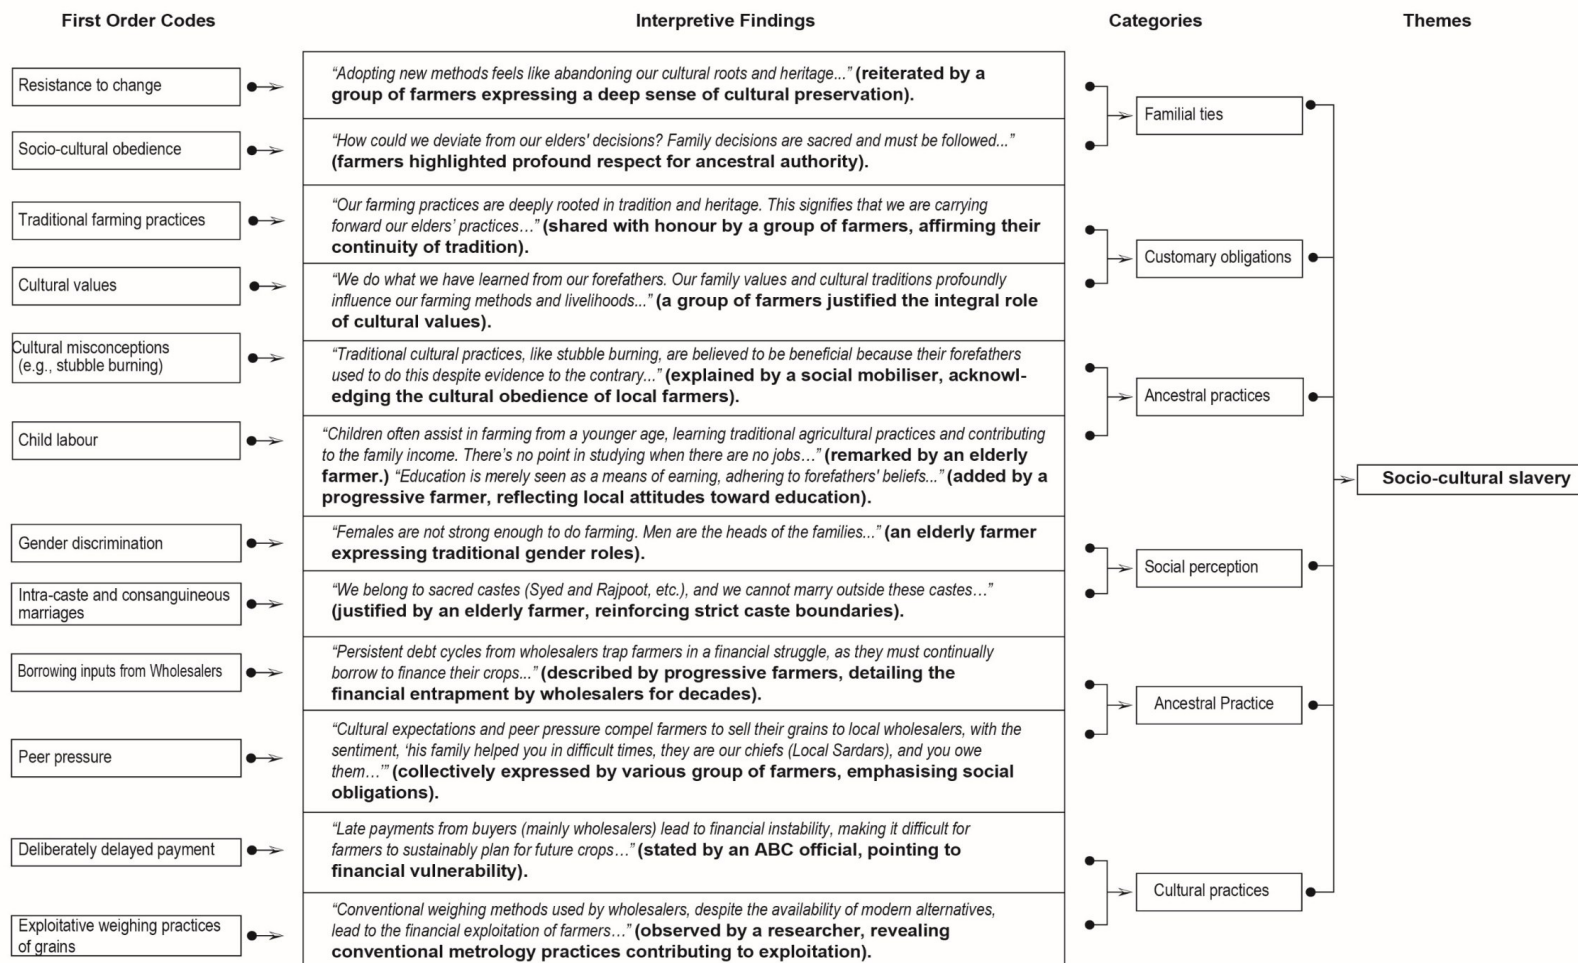 First Order Codes
Interpretive Findings
Categories
Themes
Resistance to change
“Adopting new methods feels like abandoning our cultural roots and heritage...” (reiterated by a
group of farmers expressing a deep sense of cultural preservation).
Familial ties
Socio-cultural obedience
“How could we deviate from our elders' decisions? Family decisions are sacred and must be followed...”
(farmers highlighted profound respect for ancestral authority).
Traditional farming practices
“Our farming practices are deeply rooted in tradition and heritage. This signifies that we are carrying
forward our elders’ practices…” (shared with honour by a group of farmers, affirming their
continuity of tradition).
Customary obligations
Cultural values
“We do what we have learned from our forefathers. Our family values and cultural traditions profoundly
influence our farming methods and livelihoods...” (a group of farmers justified the integral role
of cultural values).
Cultural misconceptions
(e.g., stubble burning)
“Traditional cultural practices, like stubble burning, are believed to be beneficial because their forefathers
used to do this despite evidence to the contrary...” (explained by a social mobiliser, acknowl-
edging the cultural obedience of local farmers).
Ancestral practices
Child labour
“Children often assist in farming from a younger age, learning traditional agricultural practices and contributing
to the family income. There’s no point in studying when there are no jobs…” (remarked by an elderly
farmer.) “Education is merely seen as a means of earning, adhering to forefathers' beliefs...” (added by a
progressive farmer, reflecting local attitudes toward education).
Socio-cultural slavery
Gender discrimination
“Females are not strong enough to do farming. Men are the heads of the families...” (an elderly farmer
expressing traditional gender roles).
Social perception
Intra-caste and consanguineous
marriages
“We belong to sacred castes (Syed and Rajpoot, etc.), and we cannot marry outside these castes…”
(justified by an elderly farmer, reinforcing strict caste boundaries).
Borrowing inputs from Wholesalers
“Persistent debt cycles from wholesalers trap farmers in a financial struggle, as they must continually
borrow to finance their crops...” (described by progressive farmers, detailing the
financial entrapment by wholesalers for decades).
Ancestral Practice
Peer pressure
“Cultural expectations and peer pressure compel farmers to sell their grains to local wholesalers, with the
sentiment, ‘his family helped you in difficult times, they are our chiefs (Local Sardars), and you owe
them…’” (collectively expressed by various group of farmers, emphasising social
obligations).
Deliberately delayed payment
“Late payments from buyers (mainly wholesalers) lead to financial instability, making it difficult for
farmers to sustainably plan for future crops…” (stated by an ABC official, pointing to
financial vulnerability).
Cultural practices
Exploitative weighing practices
of grains
“Conventional weighing methods used by wholesalers, despite the availability of modern alternatives,
lead to the financial exploitation of farmers…” (observed by a researcher, revealing
conventional metrology practices contributing to exploitation).